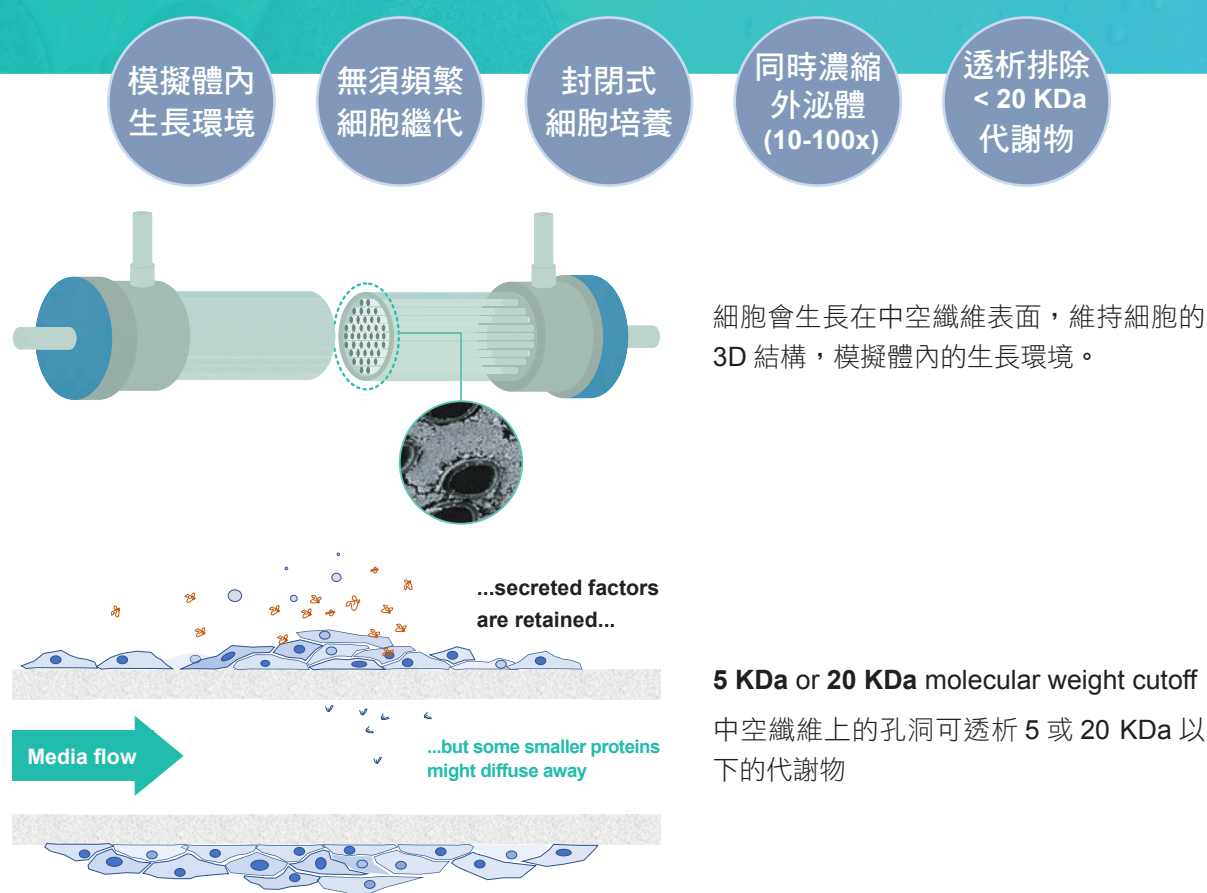 模擬體內
生長環境
無須頻繁
細胞繼代
封閉式
細胞培養
同時濃縮
外泌體
(10-100x)
透析排除
< 20 KDa
代謝物
細胞會生長在中空纖維表面，維持細胞的
3D 結構，模擬體內的生長環境。
...secreted factors
are retained...
Media flow
...but some smaller proteins
might diffuse away
5 KDa or 20 KDa molecular weight cutoff
中空纖維上的孔洞可透析 5 或 20 KDa 以
下的代謝物